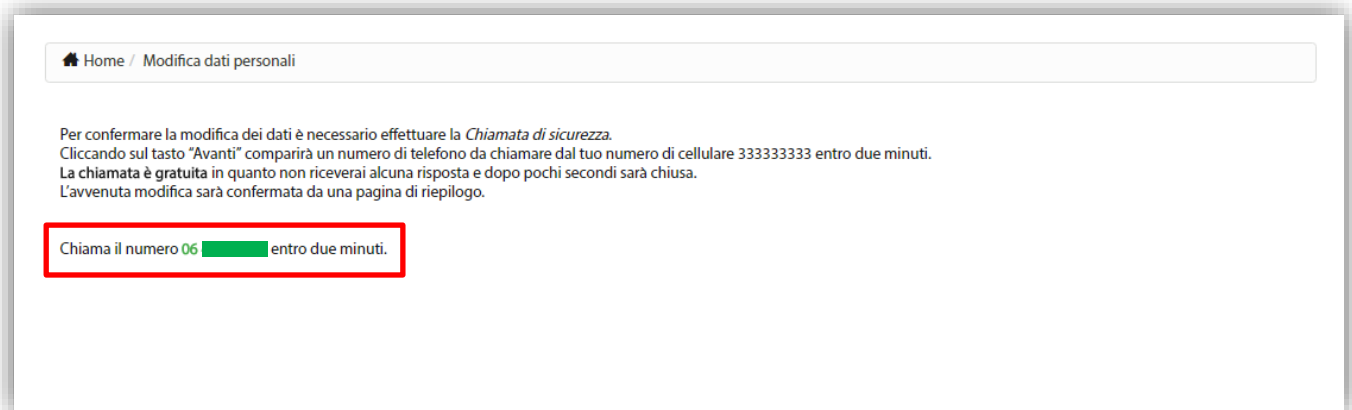 Home / Modifica dati personali
Per confermare la modifica dei dati è necessario effettuare la Chiamata di sicurezza.
Cliccando sul tasto “Avanti” comparirà un numero di telefono da chiamare dal tuo numero di cellulare 333333333 entro due minuti.
La chiamata è gratuita in quanto non riceverai alcuna risposta e dopo pochi secondi sarà chiusa.
L’avvenuta modifica sarà confermata da una pagina di riepilogo.
Chiama il numero 06 entro due minuti.